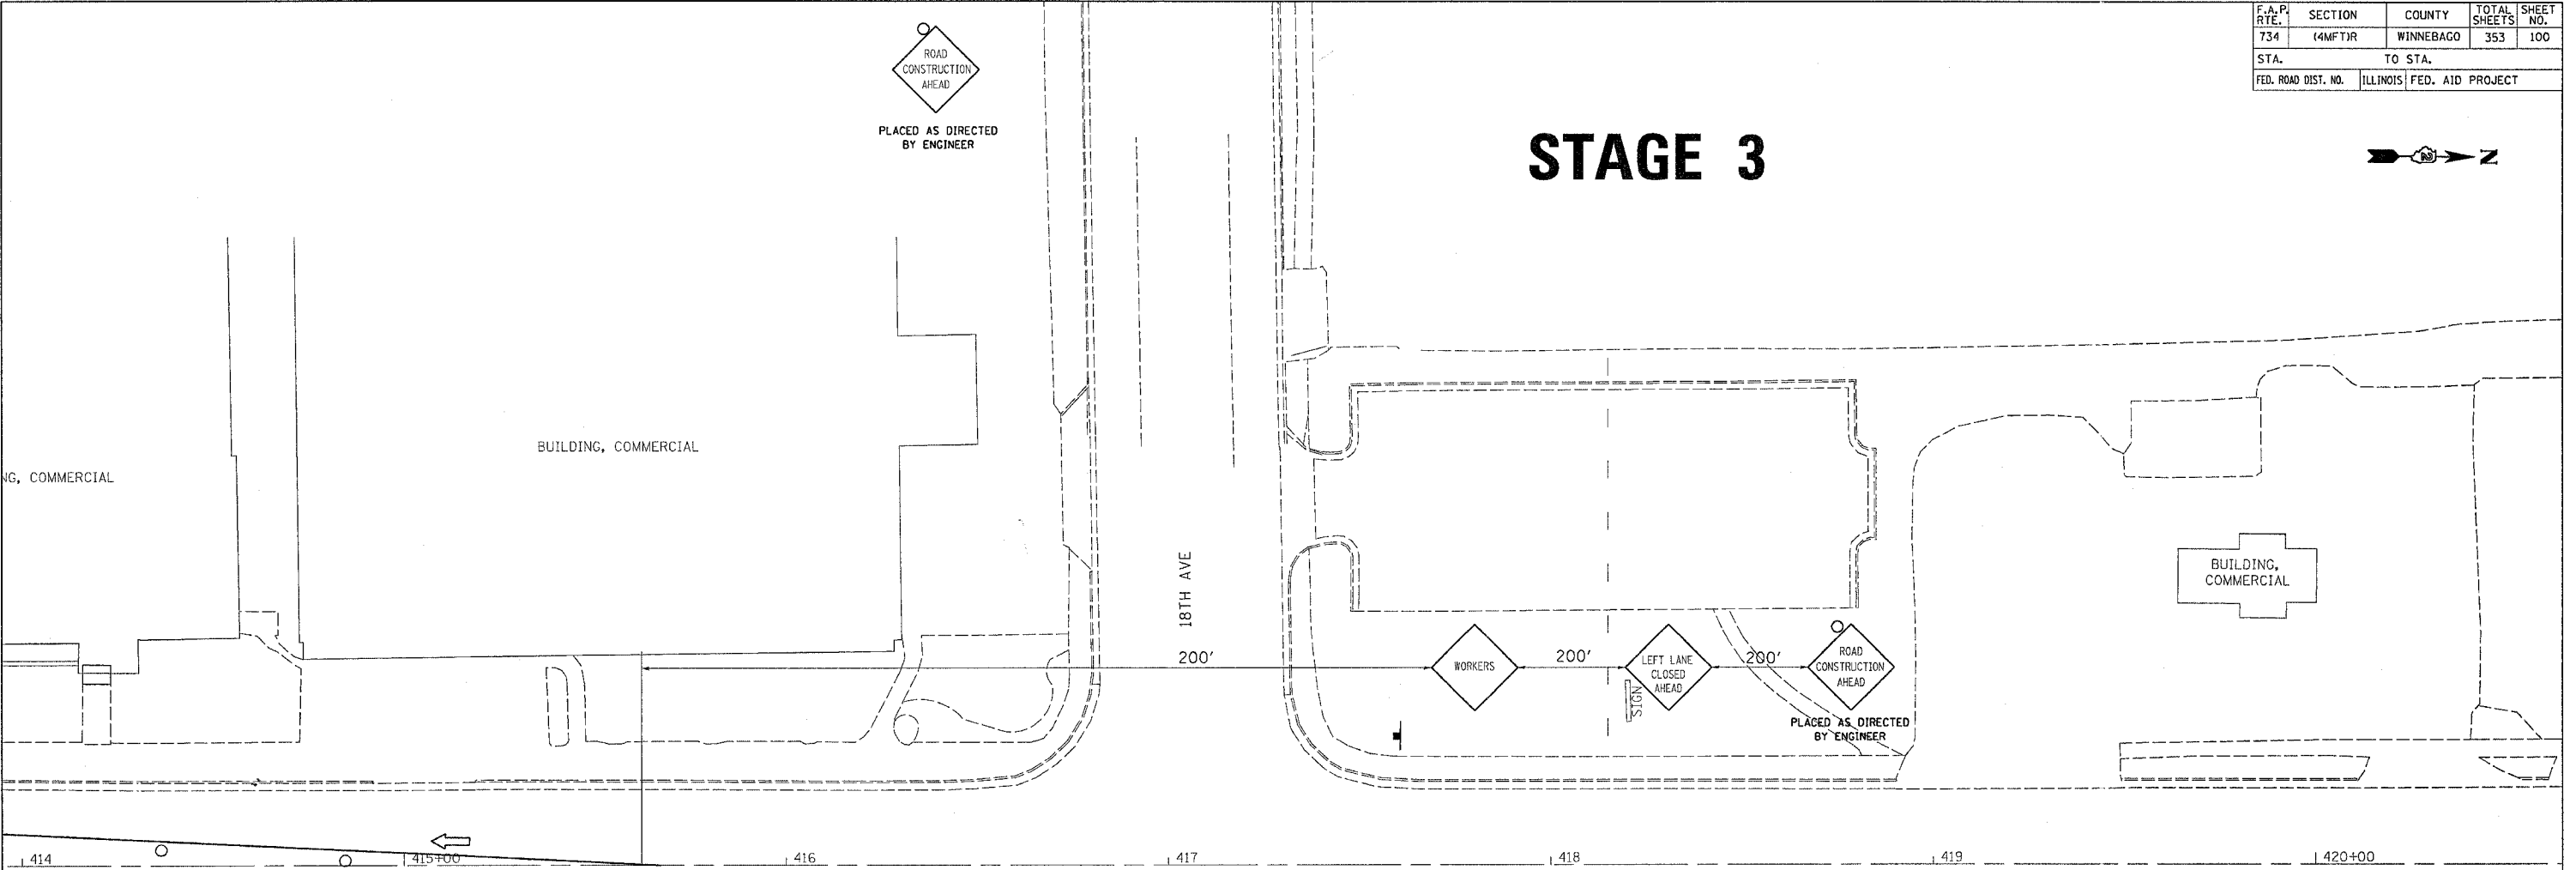 F.A.P. RTE. SECTION COUNTY TOTAL SHEETS SHEET NO.
734 (4MFT)R WINNEBAGO 353 100
STA. TO STA.
FED. ROAD DIST. NO. ILLINOIS FED. AID PROJECT
ROAD
CONSTRUCTION
AHEAD
PLACED AS DIRECTED
BY ENGINEER
STAGE 3
N
NG, COMMERCIAL
BUILDING, COMMERCIAL
18TH AVE
BUILDING,
COMMERCIAL
200'
WORKERS
200'
LEFT LANE
CLOSED
AHEAD
SIGN
200'
ROAD
CONSTRUCTION
AHEAD
PLACED AS DIRECTED
BY ENGINEER
414 415+00 416 417 418 419 420+00